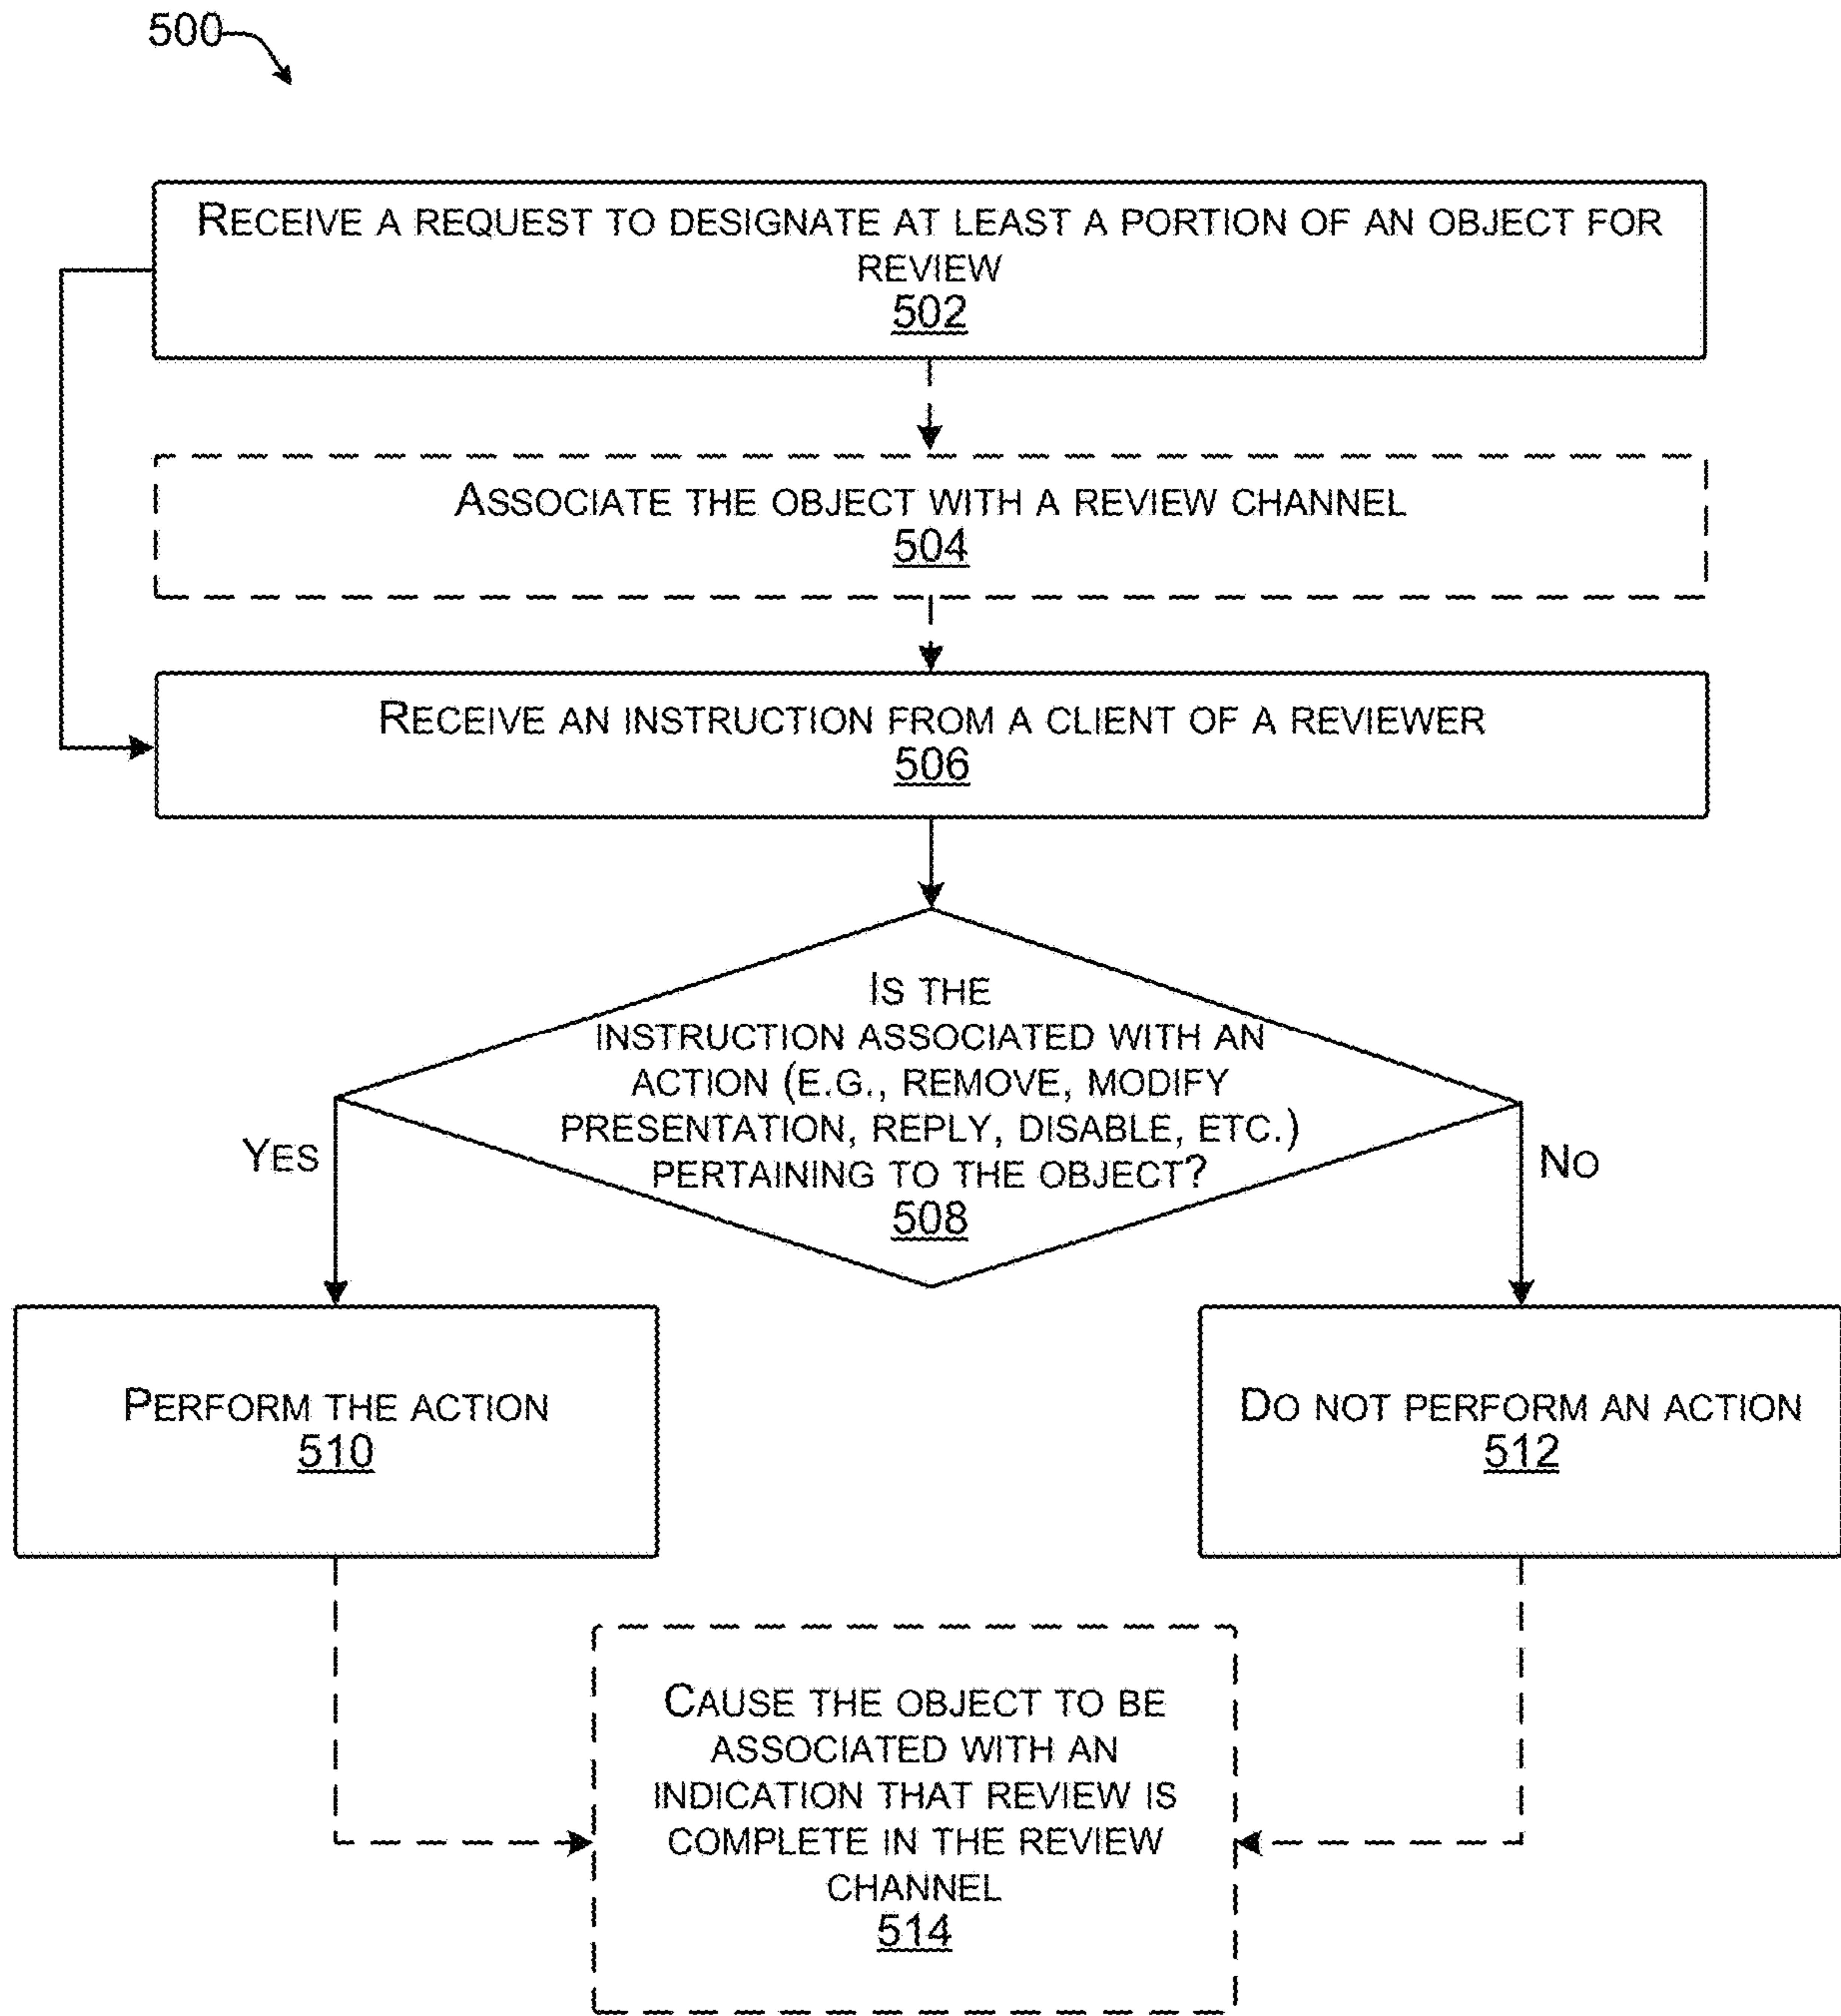 500
RECEIVE A REQUEST TO DESIGNATE AT LEAST A PORTION OF AN OBJECT FOR
REVIEW
502
ASSOCIATE THE OBJECT WITH A REVIEW CHANNEL
504
RECEIVE AN INSTRUCTION FROM A CLIENT OF A REVIEWER
506
IS THE
INSTRUCTION ASSOCIATED WITH AN
ACTION (E.G., REMOVE, MODIFY
PRESENTATION, REPLY, DISABLE, ETC.)
PERTAINING TO THE OBJECT?
508
YES
NO
PERFORM THE ACTION
510
DO NOT PERFORM AN ACTION
512
CAUSE THE OBJECT TO BE
ASSOCIATED WITH AN
INDICATION THAT REVIEW IS
COMPLETE IN THE REVIEW
CHANNEL
514